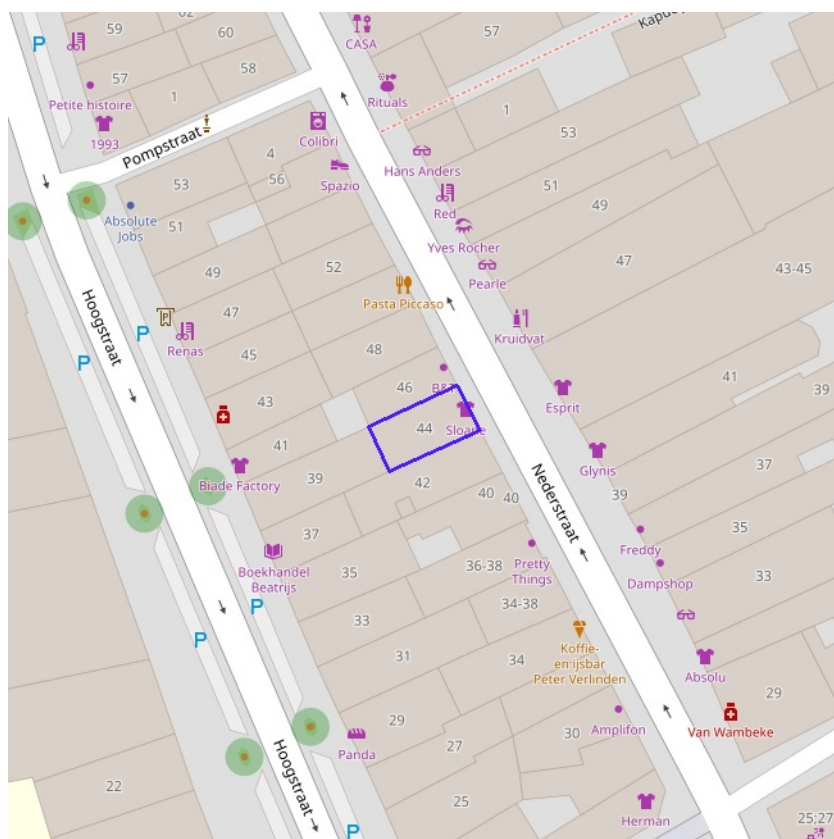 62
59
60
CASA
57
Kapu
P
57
58
1
Rituals
Petite histoire
1
53
1993
Pompstraat
Colibri
Hans Anders
4
53
56
Spazio
51
Red
49
Absolute
Jobs
51
Yves Rocher
47
43-45
49
52
Pearle
Hoogstraat
Pasta Piccaso
47
P
P
Renas
Kruidvat
45
48
P
41
39
43
46
B&
Esprit
44
Sloane
41
Glynis
39
37
Biade Factory
42
40
40
Nederstraat
39
37
35
Freddy
Boekhandel
Beatrijs
35
36-38
Pretty
Things
Dampshop
33
P
34-38
33
P
Koffie-
en ijsbar
Peter Verlinden
31
34
Absolu
29
29
Van Wambeke
Panda
27
30
Amplifon
Hoogstraat
22
25
Herman
25;27
P